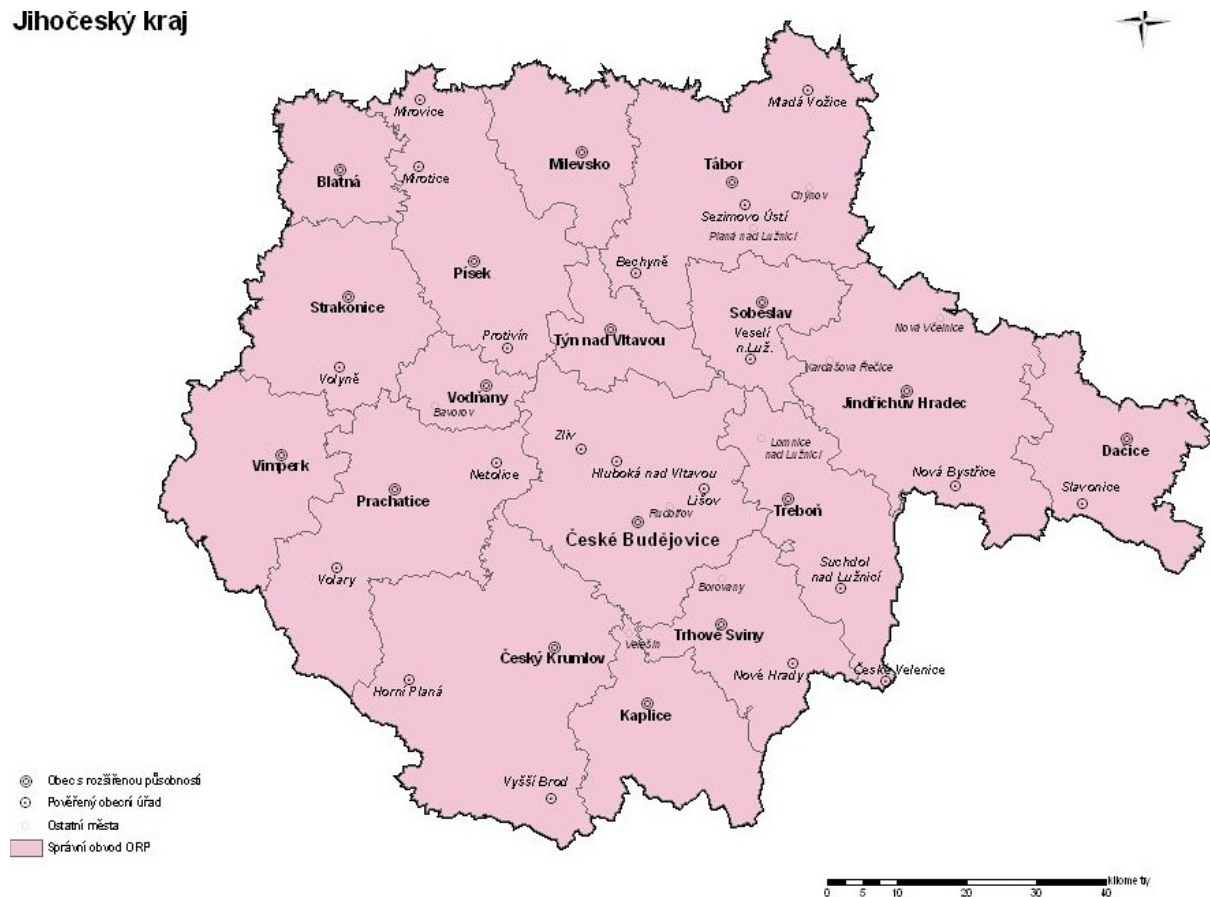 Jihočeský kraj
Mladá Vožice
Mirovice
Milevsko
Tábor
Mirotice
Blatná
Chýnov
Sezimovo Ústí
Planá nad Lužnicí
Bechyně
Písek
Strakonice
Soběslav
Nová Včelnice
Protivín
Týn nad Vltavou
Veselí
n.Luž.
Kardašova Řečice
Volyně
Vodňany
Jindřichův Hradec
Bavorov
Zliv
Lomnice
nad Lužnicí
Dačice
Vimperk
Netolice
Hluboká nad Vltavou
Nová Bystřice
Prachatice
Lišov
Slavonice
Třeboň
Rudolfov
České Budějovice
Suchdol
nad Lužnicí
Volary
Borovany
Trhové Sviny
Velešín
Český Krumlov
Nové Hrady
České Velenice
Horní Planá
Kaplice
Vyšší Brod
Obec s rozšířenou působností
Pověřený obecní úřad
Ostatní města
Správní obvod ORP
kilometry
0 5 10 20 30 40